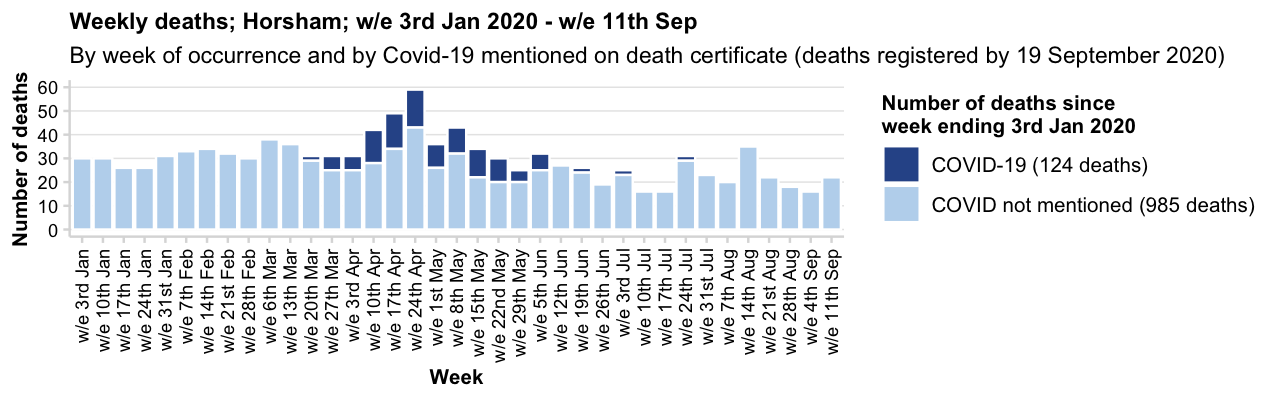 Weekly deaths; Horsham; w/e 3rd Jan 2020 - w/e 11th Sep
By week of occurrence and by Covid-19 mentioned on death certificate (deaths registered by 19 September 2020)
Number of deaths
60
50
40
30
20
10
0
w/e 3rd Jan
w/e 10th Jan
w/e 17th Jan
w/e 24th Jan
w/e 31st Jan
w/e 7th Feb
w/e 14th Feb
w/e 21st Feb
w/e 28th Feb
w/e 6th Mar
w/e 13th Mar
w/e 20th Mar
w/e 27th Mar
w/e 3rd Apr
w/e 10th Apr
w/e 17th Apr
w/e 24th Apr
w/e 1st May
w/e 8th May
w/e 15th May
w/e 22nd May
w/e 29th May
w/e 5th Jun
w/e 12th Jun
w/e 19th Jun
w/e 26th Jun
w/e 3rd Jul
w/e 10th Jul
w/e 17th Jul
w/e 24th Jul
w/e 31st Jul
w/e 7th Aug
w/e 14th Aug
w/e 21st Aug
w/e 28th Aug
w/e 4th Sep
w/e 11th Sep
Week
Number of deaths since
week ending 3rd Jan 2020
COVID-19 (124 deaths)
COVID not mentioned (985 deaths)